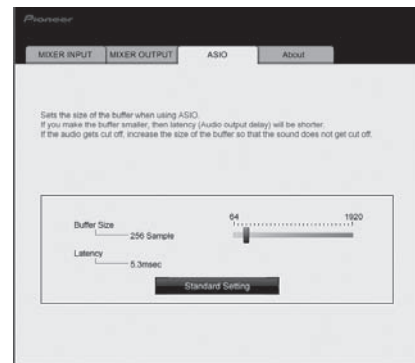 Pioneer
MIXER INPUT MIXER OUTPUT ASIO About
Sets the size of the buffer when using ASIO.
If you make the buffer smaller, then latency (Audio output delay) will be shorter.
If the audio gets cut off, increase the size of the buffer so that the sound does not get cut off.
64 1920
Buffer Size
256 Sample
Latency
5.3msec
Standard Setting